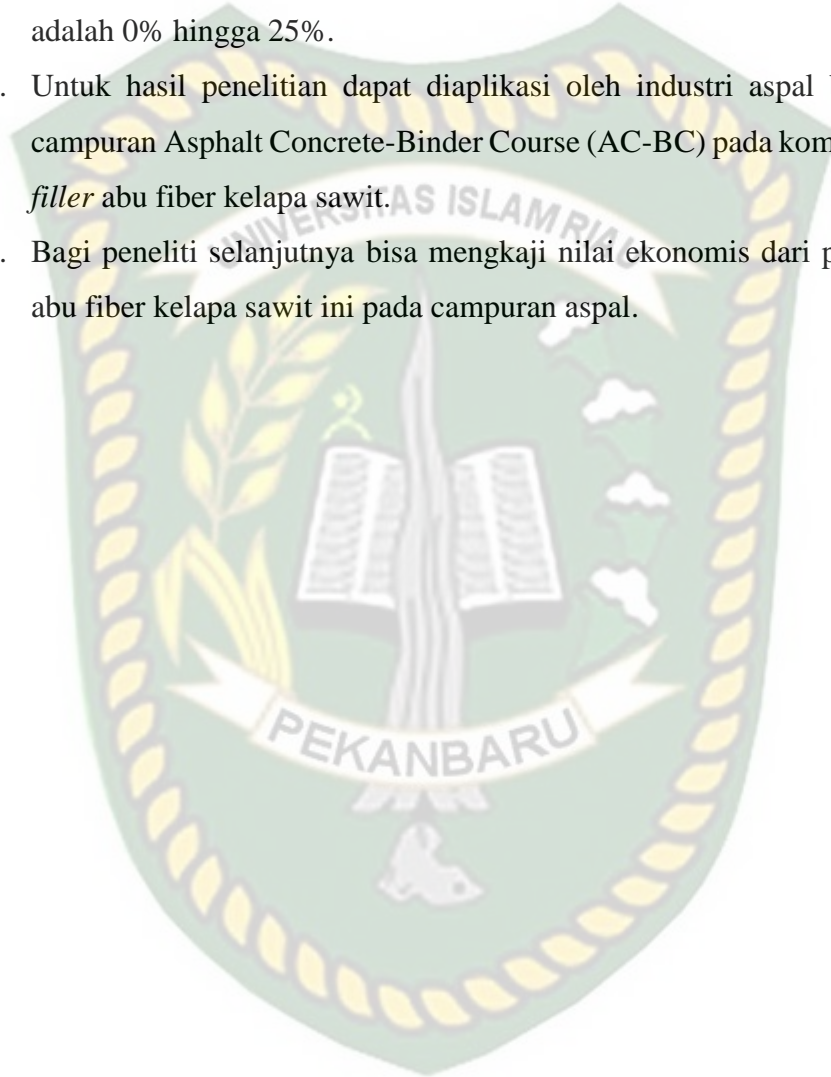 adalah 0% hingga 25%.
. Untuk hasil penelitian dapat diaplikasi oleh industri aspal
campuran Asphalt Concrete-Binder Course (AC-BC) pada
filler abu fiber kelapa sawit.
. Bagi peneliti selanjutnya bisa mengkaji nilai ekonomis dari
abu fiber kelapa sawit ini pada campuran aspal.
UNIVERSITAS ISLAM RIAU
PEKANBARU